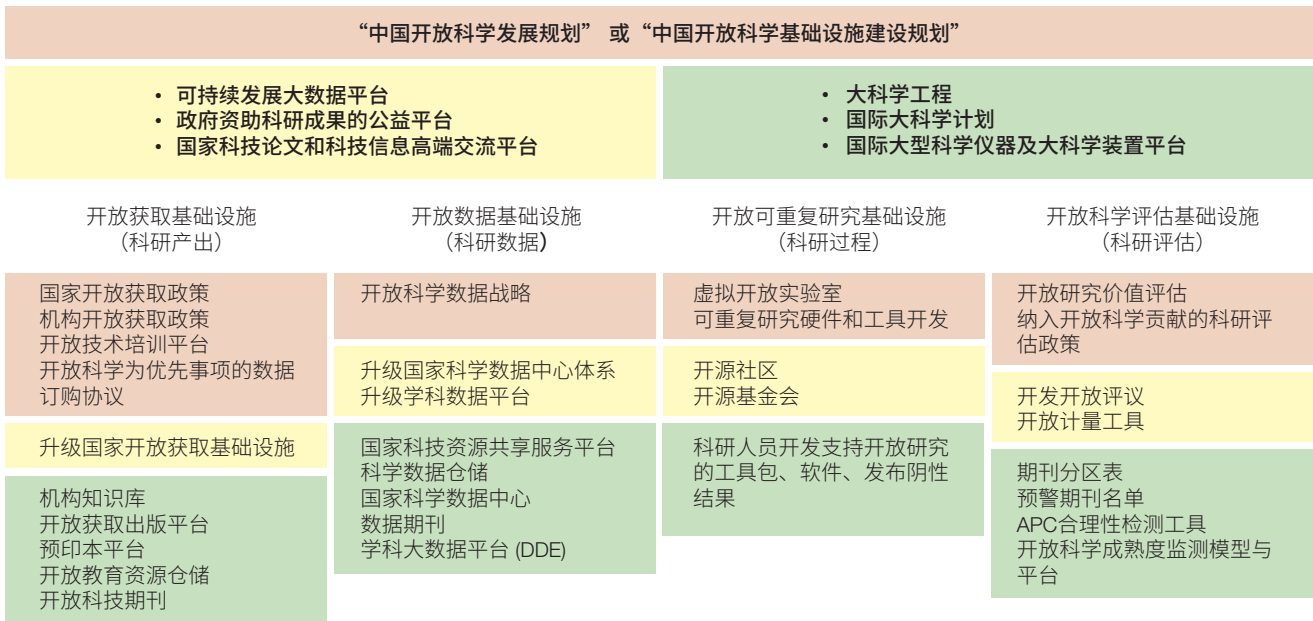 “中国开放科学发展规划” 或“中国开放科学基础设施建设规划”
• 可持续发展大数据平台
• 政府资助科研成果的公益平台
• 国家科技论文和科技信息高端交流平台
• 大科学工程
• 国际大科学计划
• 国际大型科学仪器及大科学装置平台
开放获取基础设施
（科研产出）
国家开放获取政策
机构开放获取政策
开放技术培训平台
开放科学为优先事项的数据
订购协议
升级国家开放获取基础设施
机构知识库
开放获取出版平台
预印本平台
开放教育资源仓储
开放科技期刊
开放数据基础设施
（科研数据）
开放科学数据战略
升级国家科学数据中心体系
升级学科数据平台
国家科技资源共享服务平台
科学数据仓储
国家科学数据中心
数据期刊
学科大数据平台 (DDE)
开放可重复研究基础设施
（科研过程）
虚拟开放实验室
可重复研究硬件和工具开发
开源社区
开源基金会
科研人员开发支持开放研究
的工具包、软件、发布阴性
结果
开放科学评估基础设施
（科研评估）
开放研究价值评估
纳入开放科学贡献的科研评
估政策
开发开放评议
开放计量工具
期刊分区表
预警期刊名单
APC合理性检测工具
开放科学成熟度监测模型与
平台